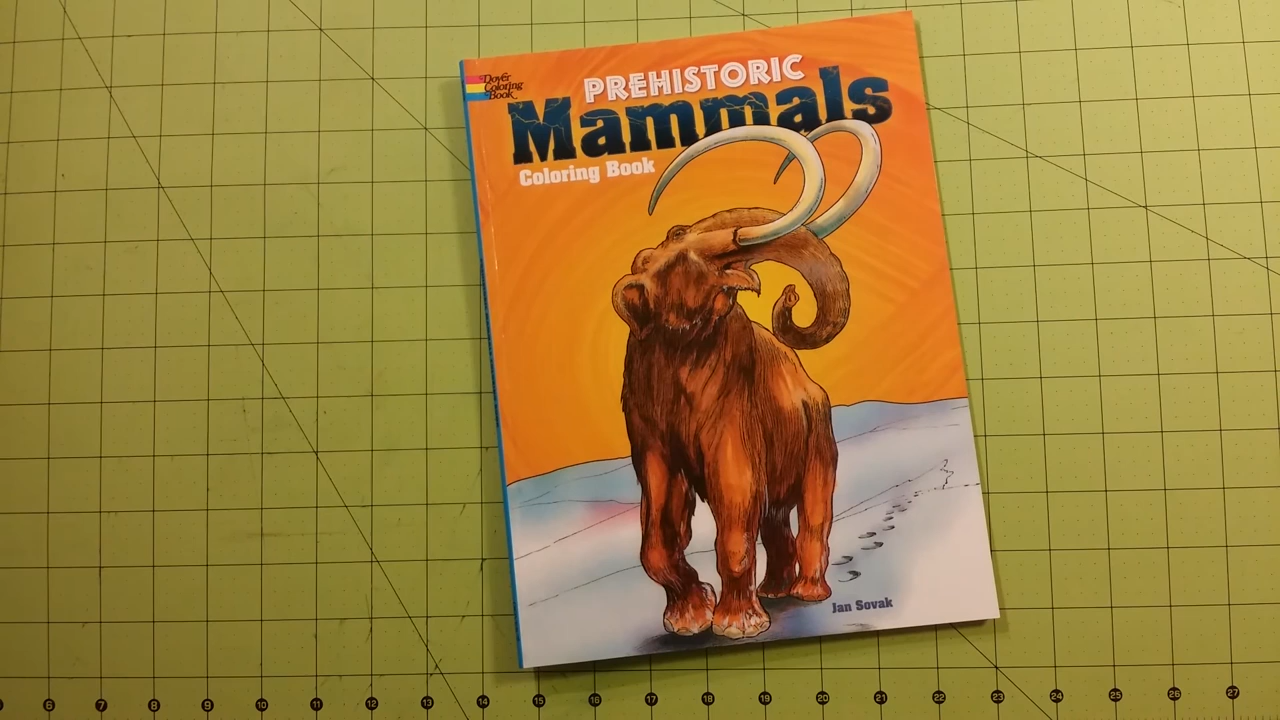 Dover
Coloring
Book
PREHISTORIC
Mammals
Coloring Book
Jan Sovak
6 7 8 9 10 11 12 13 14 15 16 17 18 19 20 21 22 23 24 25 26 27